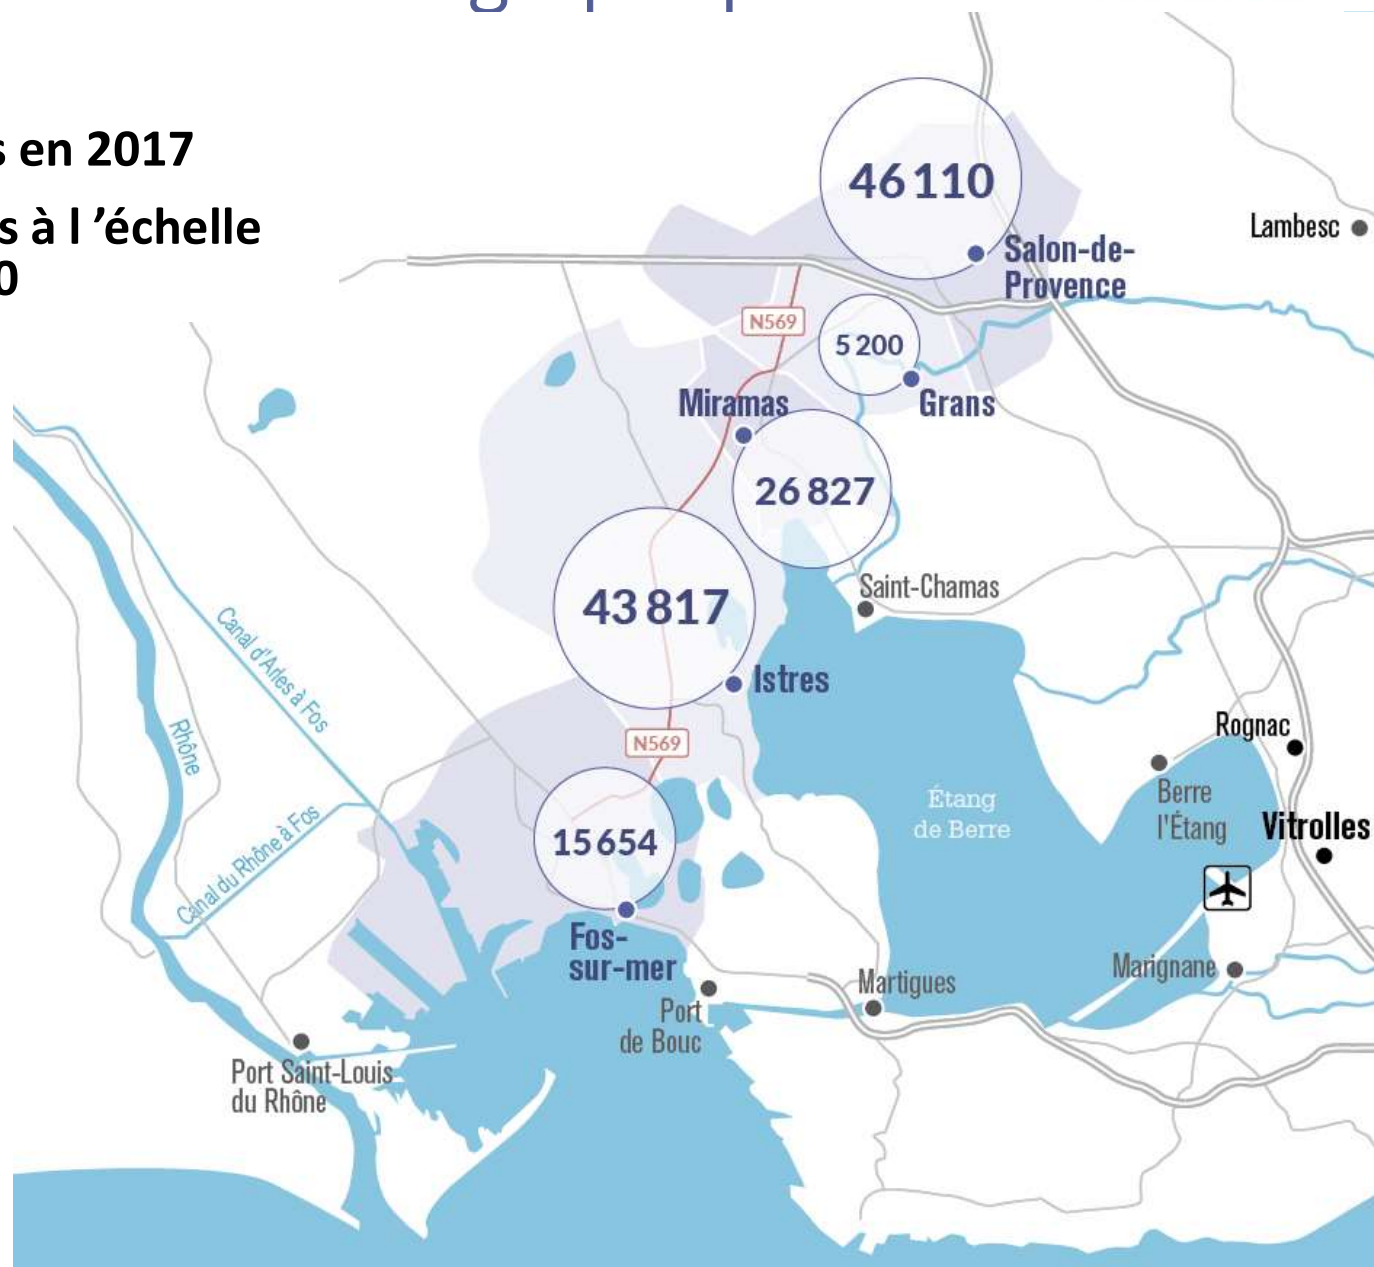 s en 2017
s à l ’échelle
0
46 110
Lambesc
Salon-de-
Provence
N569
5 200
Miramas
Grans
26 827
Saint-Chamas
43 817
Canal d'Arles à Fos
Istres
Rhône
Rognac
N569
Étang
de Berre
Berre
l'Étang
Vitrolles
Canal du Rhône à Fos
15 654
Fos-
sur-mer
Marignane
Martigues
Port
de Bouc
Port Saint-Louis
du Rhône